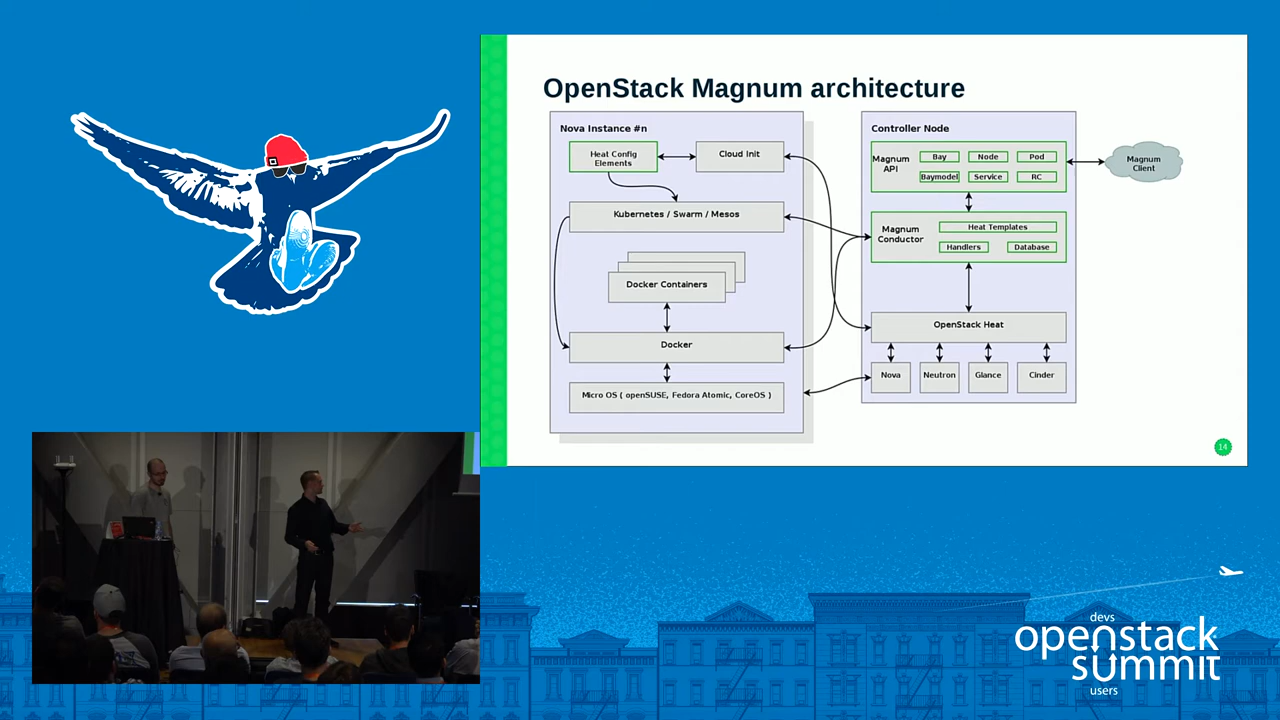 OpenStack Magnum architecture
Nova Instance #n
Heat Config
Elements
Cloud Init
Kubernetes / Swarm / Mesos
Docker Containers
Docker
Micro OS ( openSUSE, Fedora Atomic, CoreOS )
Controller Node
Magnum
API
Bay
Node
Pod
Baymodel
Service
RC
Magnum
Conductor
Heat Templates
Handlers
Database
OpenStack Heat
Nova
Neutron
Glance
Cinder
Magnum
Client
14
devs
openstack
summit
users